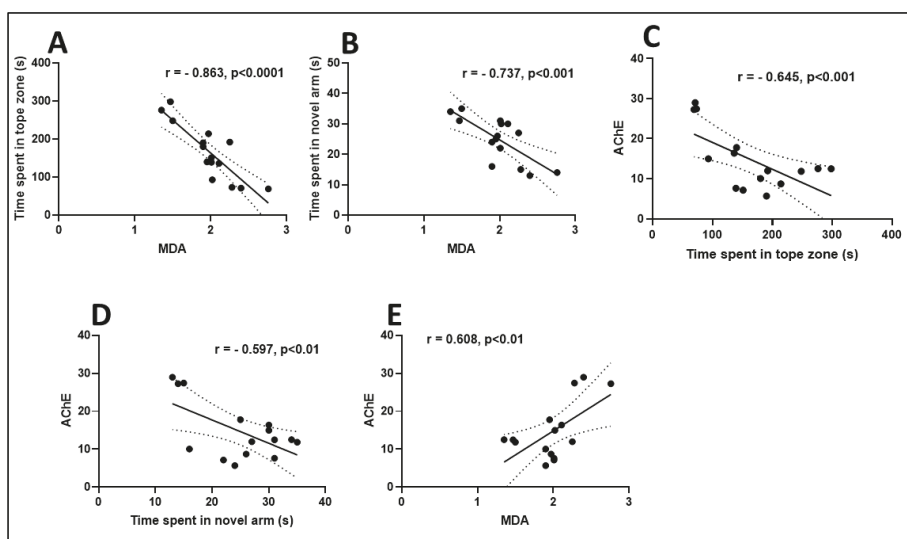 A
r = - 0.863, p<0.0001
Time spent in tope zone (s)
400
300
200
100
0
0
1
2
3
MDA
B
r = - 0.737, p<0.001
Time spent in novel arm (s)
50
40
30
20
10
0
0
1
2
3
MDA
C
r = - 0.645, p<0.001
AChE
40
30
20
10
0
0
100
200
300
400
Time spent in tope zone (s)
D
r = - 0.597, p<0.01
AChE
40
30
20
10
0
0
10
20
30
40
Time spent in novel arm (s)
E
r = 0.608, p<0.01
AChE
40
30
20
10
0
0
1
2
3
MDA